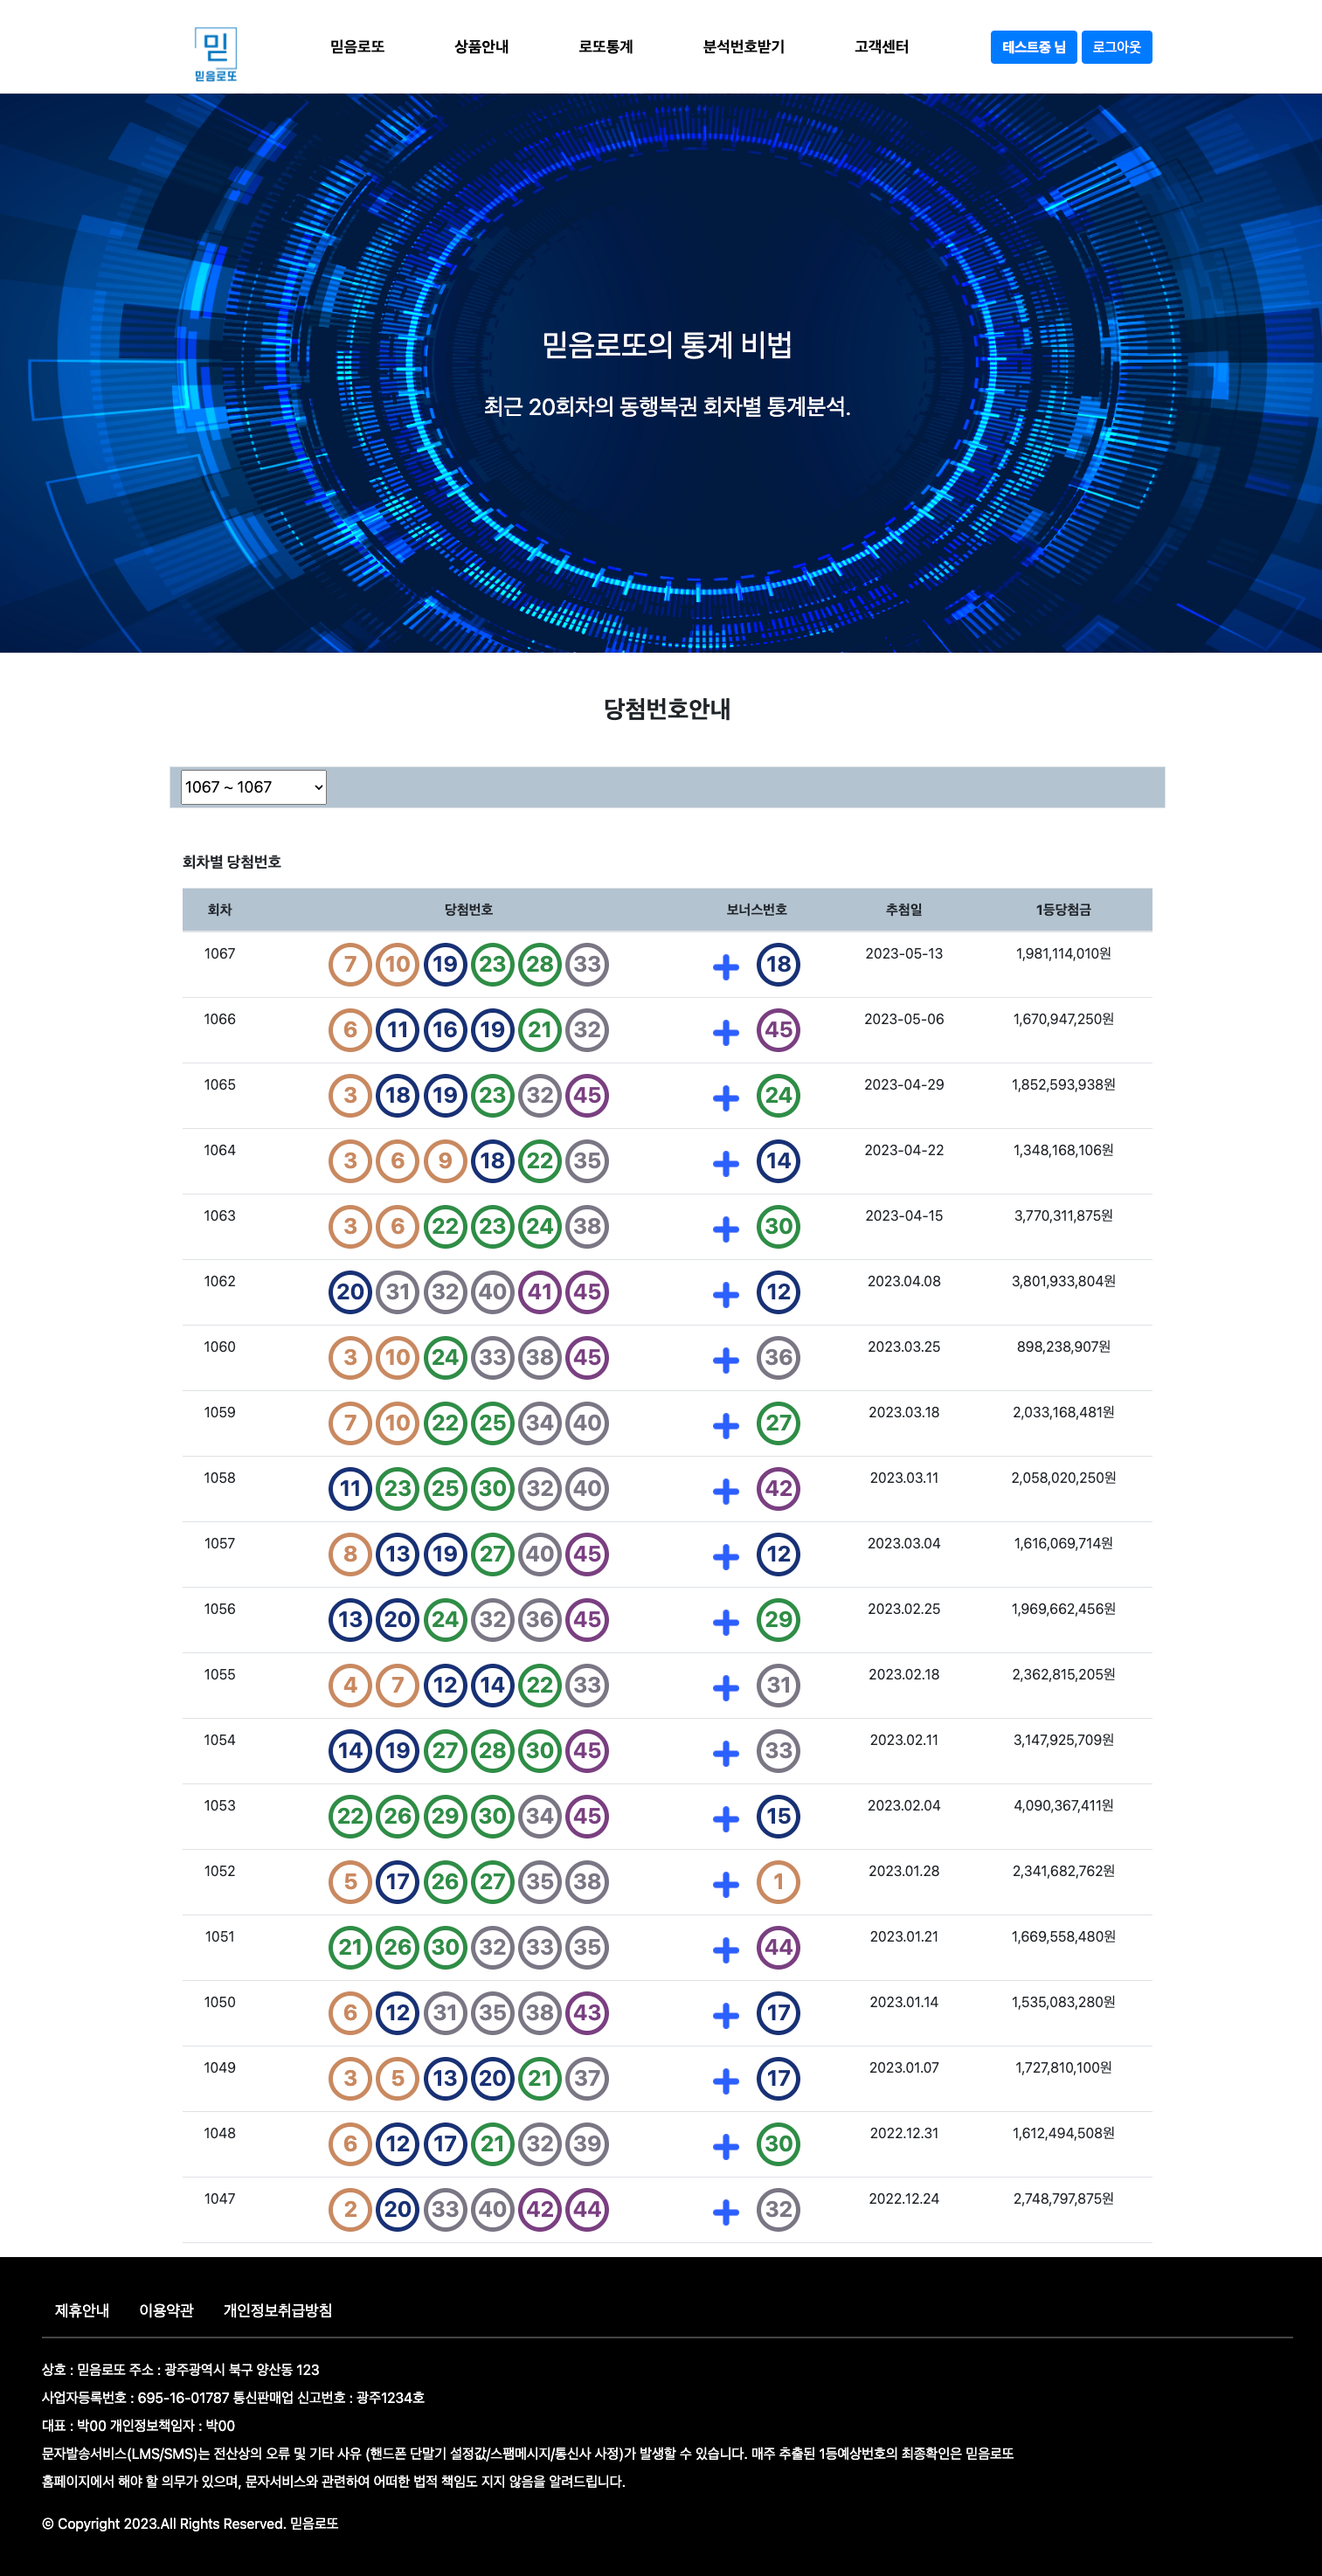 믿
믿음로또
믿음로또 상품안내 로또통계 분석번호받기 고객센터 테스트중 님 로그아웃
믿음로또의 통계 비법
최근 20회차의 동행복권 회차별 통계분석.
당첨번호안내
1067 ~ 1067
회차별 당첨번호
회차 당첨번호 보너스번호 추첨일 1등당첨금
1067 7 10 19 23 28 33 + 18 2023-05-13 1,981,114,010원
1066 6 11 16 19 21 32 + 45 2023-05-06 1,670,947,250원
1065 3 18 19 23 32 45 + 24 2023-04-29 1,852,593,938원
1064 3 6 9 18 22 35 + 14 2023-04-22 1,348,168,106원
1063 3 6 22 23 24 38 + 30 2023-04-15 3,770,311,875원
1062 20 31 32 40 41 45 + 12 2023.04.08 3,801,933,804원
1060 3 10 24 33 38 45 + 36 2023.03.25 898,238,907원
1059 7 10 22 25 34 40 + 27 2023.03.18 2,033,168,481원
1058 11 23 25 30 32 40 + 42 2023.03.11 2,058,020,250원
1057 8 13 19 27 40 45 + 12 2023.03.04 1,616,069,714원
1056 13 20 24 32 36 45 + 29 2023.02.25 1,969,662,456원
1055 4 7 12 14 22 33 + 31 2023.02.18 2,362,815,205원
1054 14 19 27 28 30 45 + 33 2023.02.11 3,147,925,709원
1053 22 26 29 30 34 45 + 15 2023.02.04 4,090,367,411원
1052 5 17 26 27 35 38 + 1 2023.01.28 2,341,682,762원
1051 21 26 30 32 33 35 + 44 2023.01.21 1,669,558,480원
1050 6 12 31 35 38 43 + 17 2023.01.14 1,535,083,280원
1049 3 5 13 20 21 37 + 17 2023.01.07 1,727,810,100원
1048 6 12 17 21 32 39 + 30 2022.12.31 1,612,494,508원
1047 2 20 33 40 42 44 + 32 2022.12.24 2,748,797,875원
제휴안내 이용약관 개인정보취급방침
상호 : 믿음로또 주소 : 광주광역시 북구 양산동 123
사업자등록번호 : 695-16-01787 통신판매업 신고번호 : 광주1234호
대표 : 박00 개인정보책임자 : 박00
문자발송서비스(LMS/SMS)는 전산상의 오류 및 기타 사유 (핸드폰 단말기 설정값/스팸메시지/통신사 사정)가 발생할 수 있습니다. 매주 추출된 1등예상번호의 최종확인은 믿음로또
홈페이지에서 해야 할 의무가 있으며, 문자서비스와 관련하여 어떠한 법적 책임도 지지 않음을 알려드립니다.
© Copyright 2023.All Rights Reserved. 믿음로또